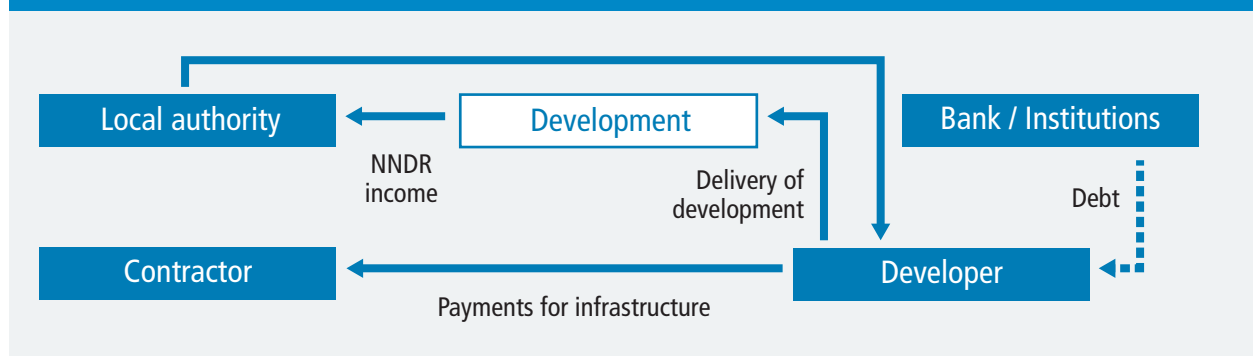 Local authority
Development
Bank / Institutions
NNDR
income
Delivery of
development
Debt
Contractor
Developer
Payments for infrastructure